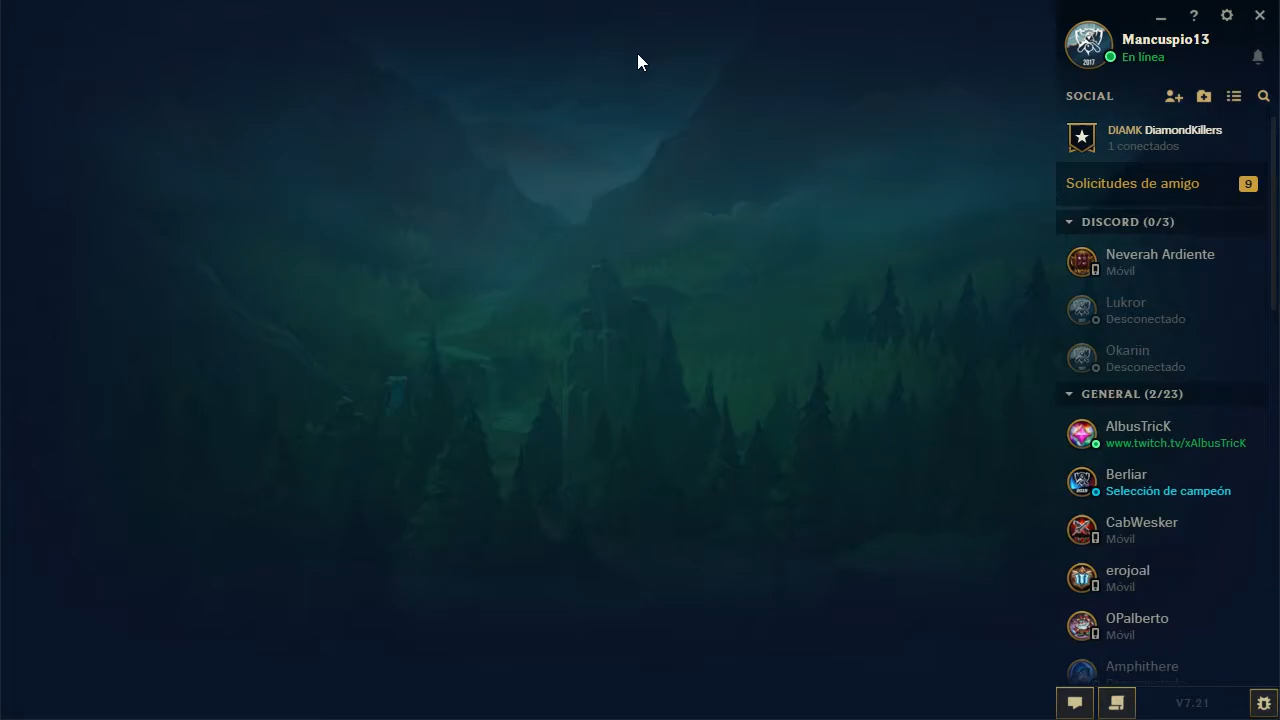 ?
Mancuspio13
2017
En línea
SOCIAL
DIAMK DiamondKillers
1 conectados
Solicitudes de amigo
9
DISCORD (0/3)
Neverah Ardiente
Móvil
Lukror
Desconectado
Okariin
Desconectado
GENERAL (2/23)
AlbusTricK
www.twitch.tv/xAlbusTricK
Berliar
Selección de campeón
CabWesker
Móvil
erojoal
Móvil
OPalberto
Móvil
Amphithere
Desconectado
V7.21